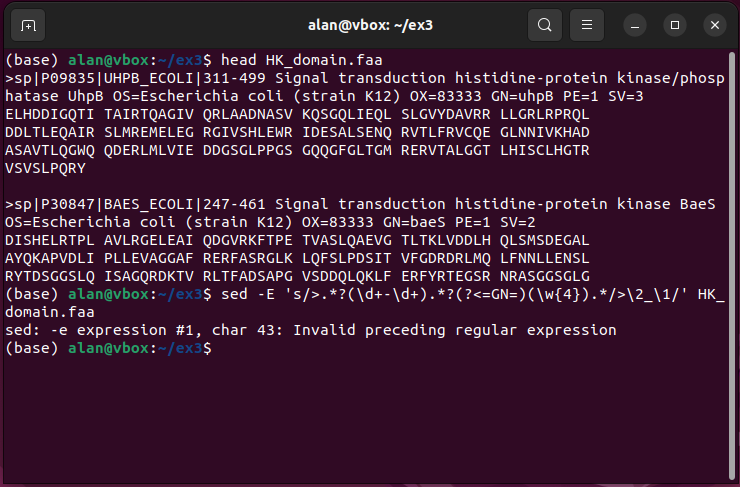 alan@vbox: ~/ex3
(base) alan@vbox:~/ex3$ head HK_domain.faa
>sp|P09835|UHPB_ECOLI|311-499 Signal transduction histidine-protein kinase/phosp
hatase UhpB OS=Escherichia coli (strain K12) OX=83333 GN=uhpB PE=1 SV=3
ELHDDIGQTI TAIRTQAGIV QRLAADNASV KQSGQLIEQL SLGVYDAVRR LLGRLRPRQL
DDLTLEQAIR SLMREMELEG RGIVSHLEWR IDESALSENQ RVTLFRVCQE GLNNIVKHAD
ASAVTLQGWQ QDERLMLVIE DDGSGLPPGS GQQGFGLTGM RERVTALGGT LHISCLHGTR
VSVSLPQRY
>sp|P30847|BAES_ECOLI|247-461 Signal transduction histidine-protein kinase BaeS
OS=Escherichia coli (strain K12) OX=83333 GN=baeS PE=1 SV=2
DISHELRTPL AVLRGELEAI QDGVRKFTPE TVASLQAEVG TLTKLVDDLH QLSMSDEGAL
AYQKAPVDLI PLLEVAGGAF RERFASRGLK LQFSLPDSIT VFGDRDRLMQ LFNNLLENSL
RYTDSGGSLQ ISAGQRDKTV RLTFADSAPG VSDDQLQKLF ERFYRTEGSR NRASGGSGLG
(base) alan@vbox:~/ex3$ sed -E 's/>.*?(\d+-\d+).*?(?<=GN=)(\w{4}).*/>\2_\1/' HK_
domain.faa
sed: -e expression #1, char 43: Invalid preceding regular expression
(base) alan@vbox:~/ex3$